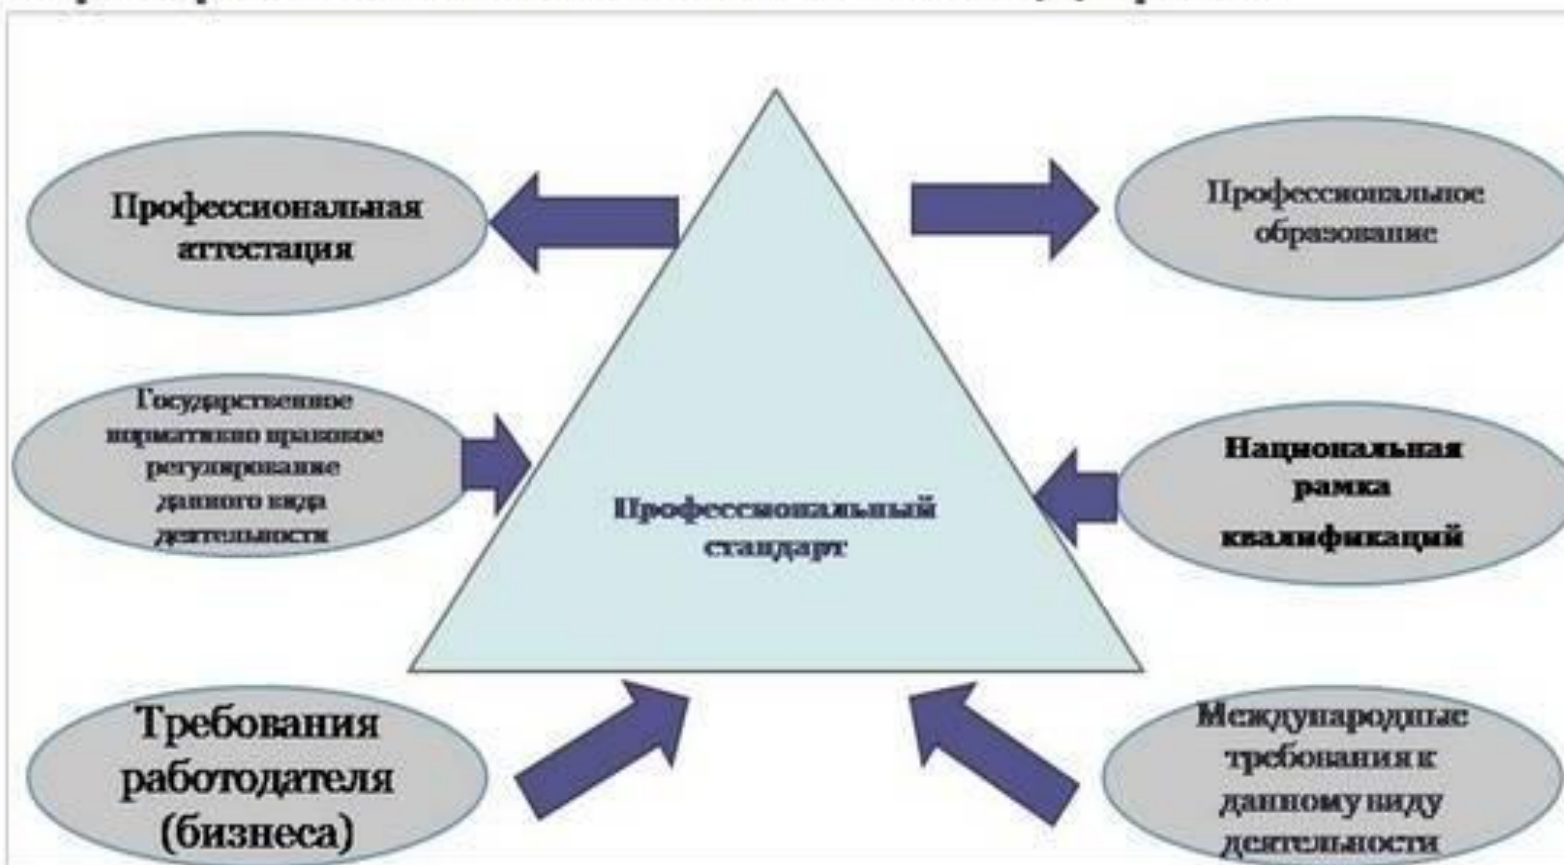 Профессиональная
аттестация
Профессиональное
образование
Государственное
нормативно правовое
регулирование
данного вида
деятельности
Профессиональный
стандарт
Национальная
рамка
квалификаций
Требования
работодателя
(бизнеса)
Международные
требования к
данному виду
деятельности